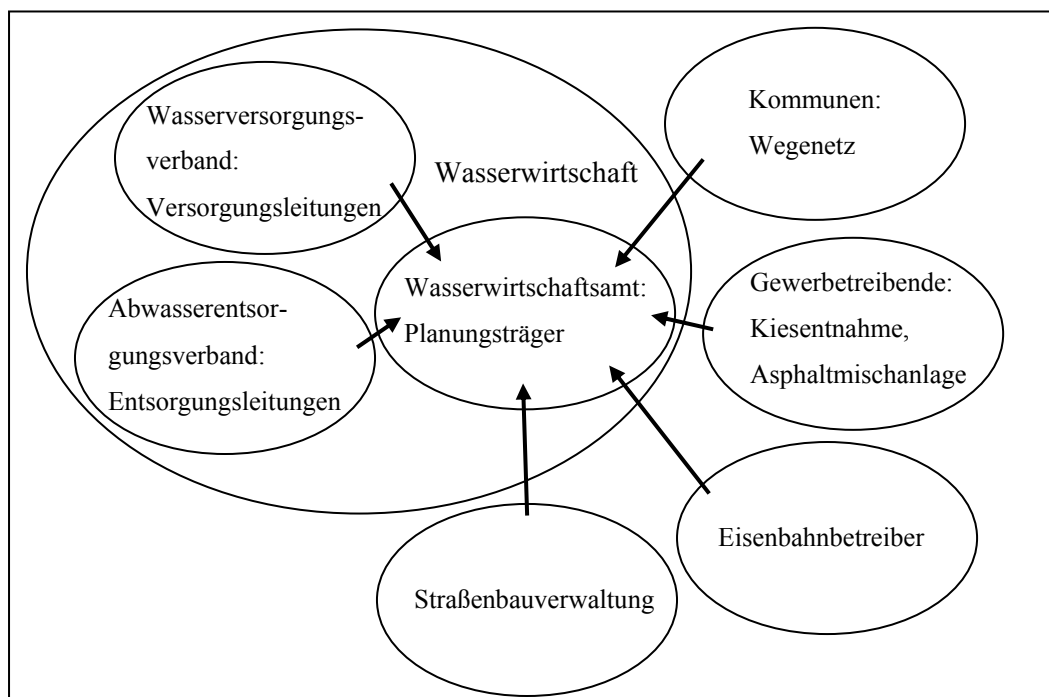 Wasserversorgungs-
verband:
Versorgungsleitungen
Wasserwirtschaft
Kommunen:
Wegenetz
Wasserwirtschaftsamt:
Planungsträger
Gewerbetreibende:
Kiesentnahme,
Asphaltmischanlage
Abwasserentsor-
gungsverband:
Entsorgungsleitungen
Eisenbahnbetreiber
Straßenbauverwaltung